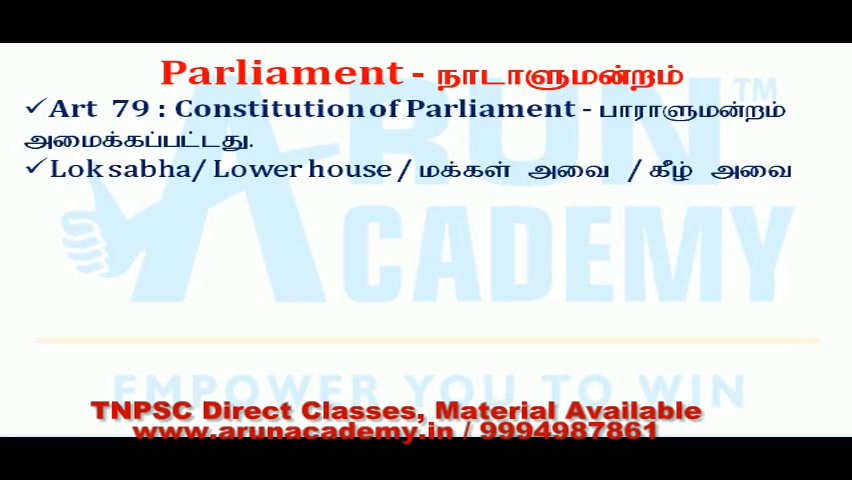 Parliament - நாடாளுமன்றம்
✓Art 79 : Constitution of Parliament - பாராளுமன்றம்
அமைக்கப்பட்டது.
✓Lok sabha/ Lower house / மக்கள் அவை / கீழ் அவை
ARUN
ACADEMY
TM
EMPOWER YOU TO WIN
TNPSC Direct Classes, Material Available
www.arunacademy.in / 9994987861